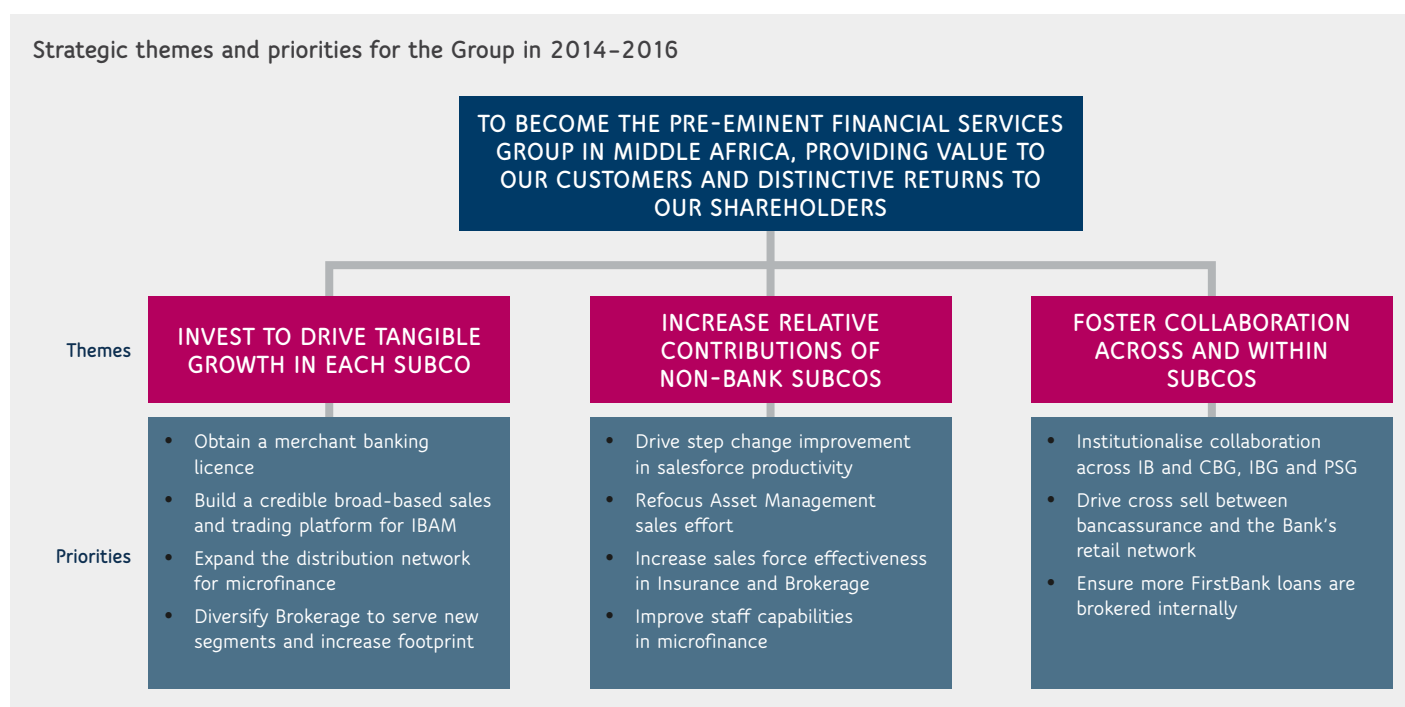 Strategic themes and priorities for the Group in 2014–2016
TO BECOME THE PRE-EMINENT FINANCIAL SERVICES
GROUP IN MIDDLE AFRICA, PROVIDING VALUE TO
OUR CUSTOMERS AND DISTINCTIVE RETURNS TO
OUR SHAREHOLDERS
Themes
INVEST TO DRIVE TANGIBLE
GROWTH IN EACH SUBCO
INCREASE RELATIVE
CONTRIBUTIONS OF
NON-BANK SUBCOS
FOSTER COLLABORATION
ACROSS AND WITHIN
SUBCOS
Priorities
• Obtain a merchant banking
licence
• Build a credible broad-based sales
and trading platform for IBAM
• Expand the distribution network
for microfinance
• Diversify Brokerage to serve new
segments and increase footprint
• Drive step change improvement
in salesforce productivity
• Refocus Asset Management
sales effort
• Increase sales force effectiveness
in Insurance and Brokerage
• Improve staff capabilities
in microfinance
• Institutionalise collaboration
across IB and CBG, IBG and PSG
• Drive cross sell between
bancassurance and the Bank's
retail network
• Ensure more FirstBank loans are
brokered internally